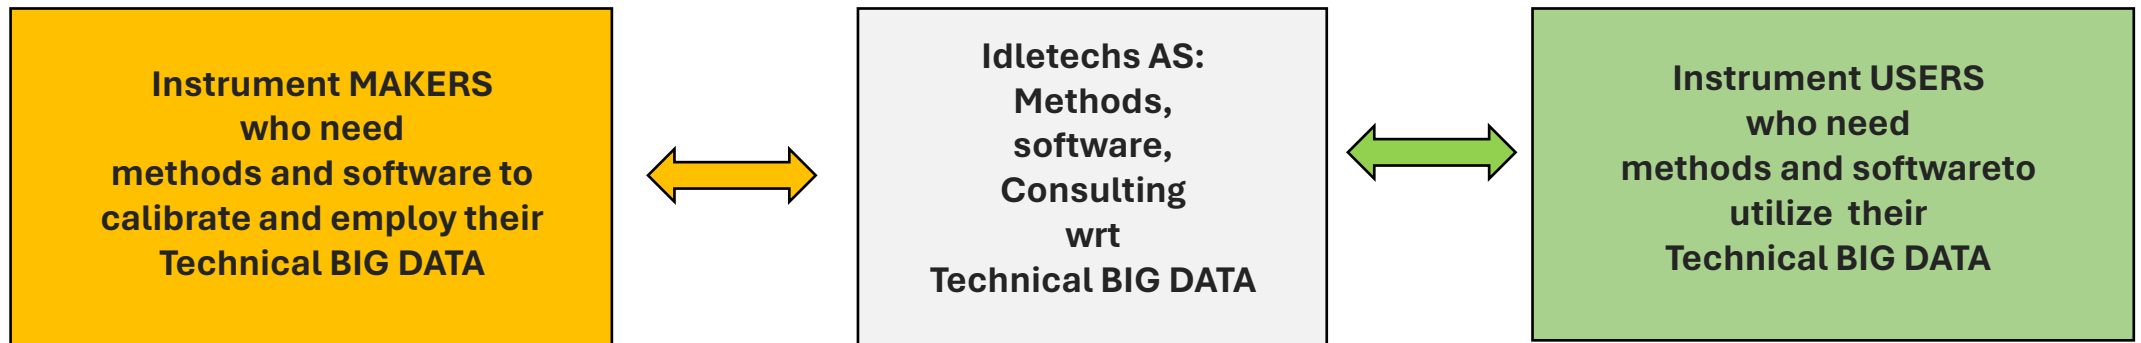 Instrument MAKERS
who need
methods and software to
calibrate and employ their
Technical BIG DATA
Idletechs AS:
Methods,
software,
Consulting
wrt
Technical BIG DATA
Instrument USERS
who need
methods and softwareto
utilize  their
Technical BIG DATA